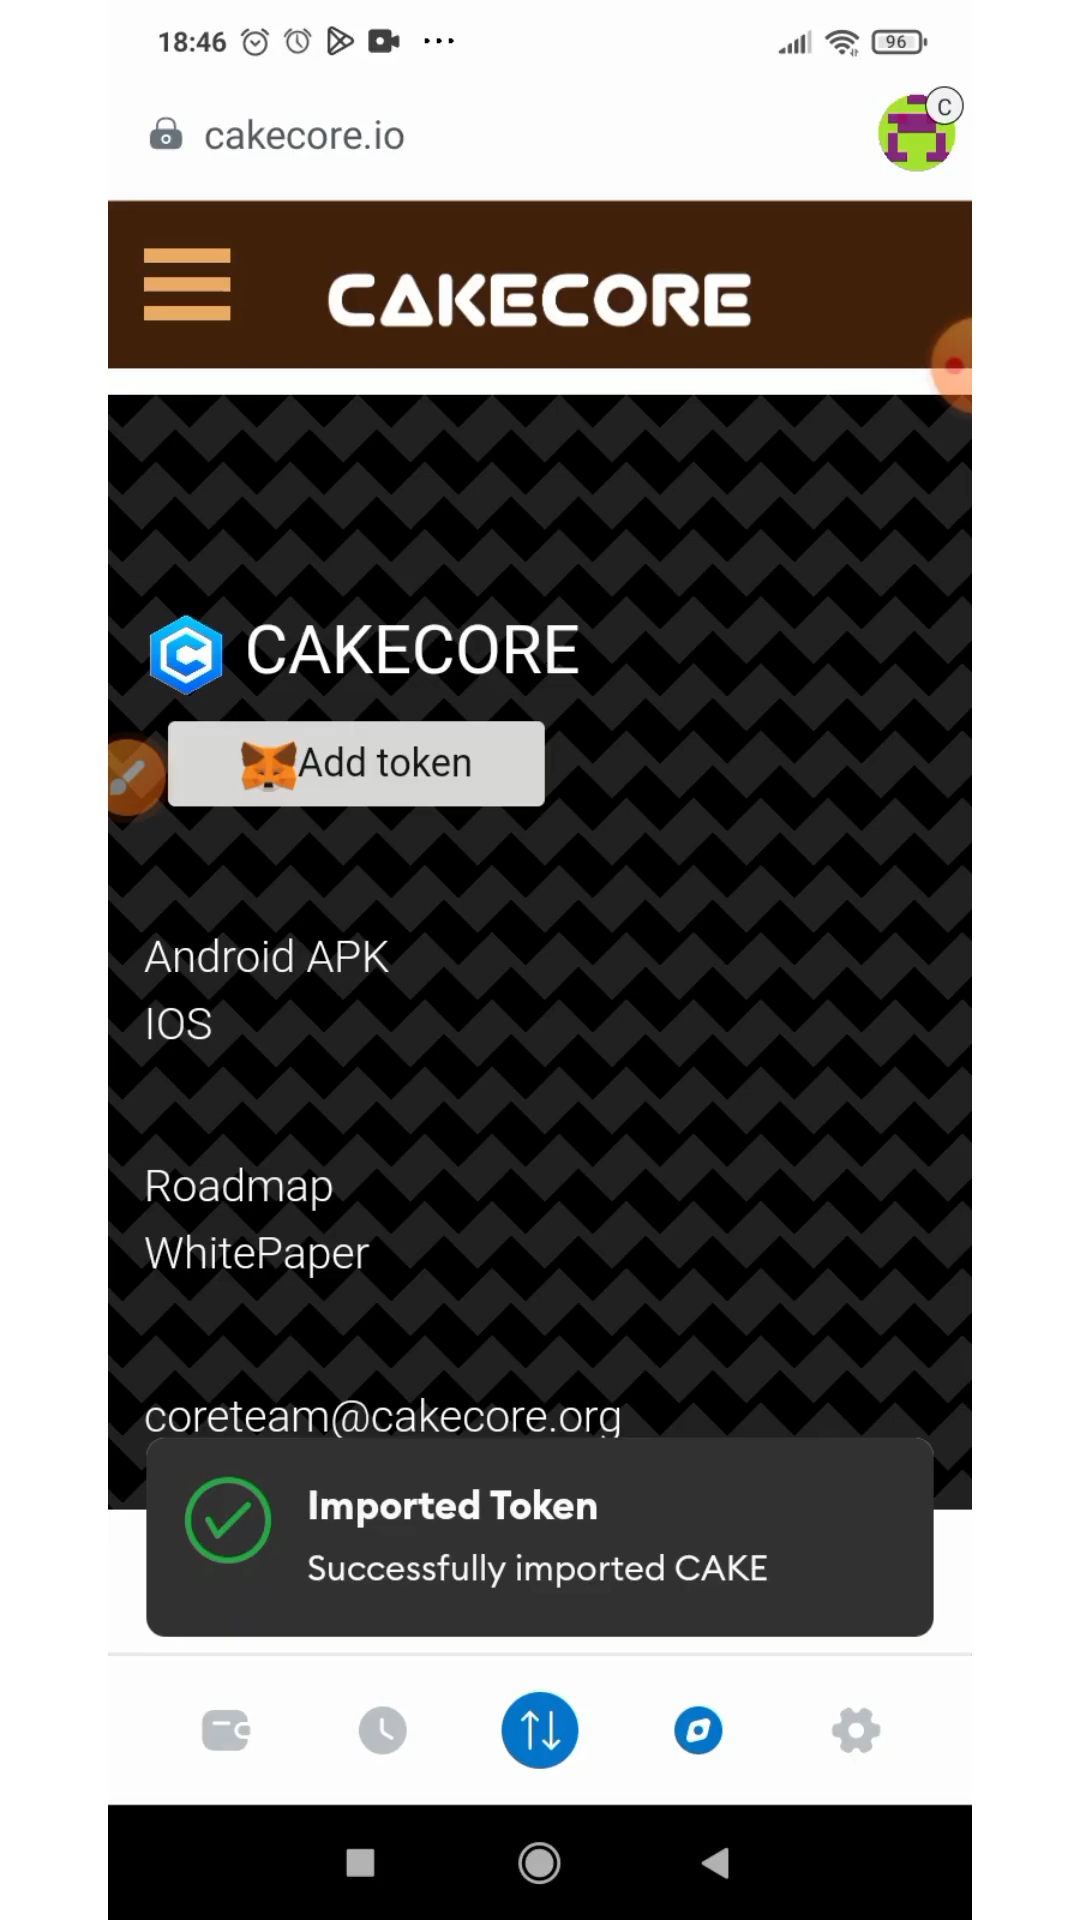 18:46
96
cakecore.io
C
CAKECORE
CAKECORE
Add token
Android APK
IOS
Roadmap
WhitePaper
coreteam@cakecore.org
Imported Token
Successfully imported CAKE